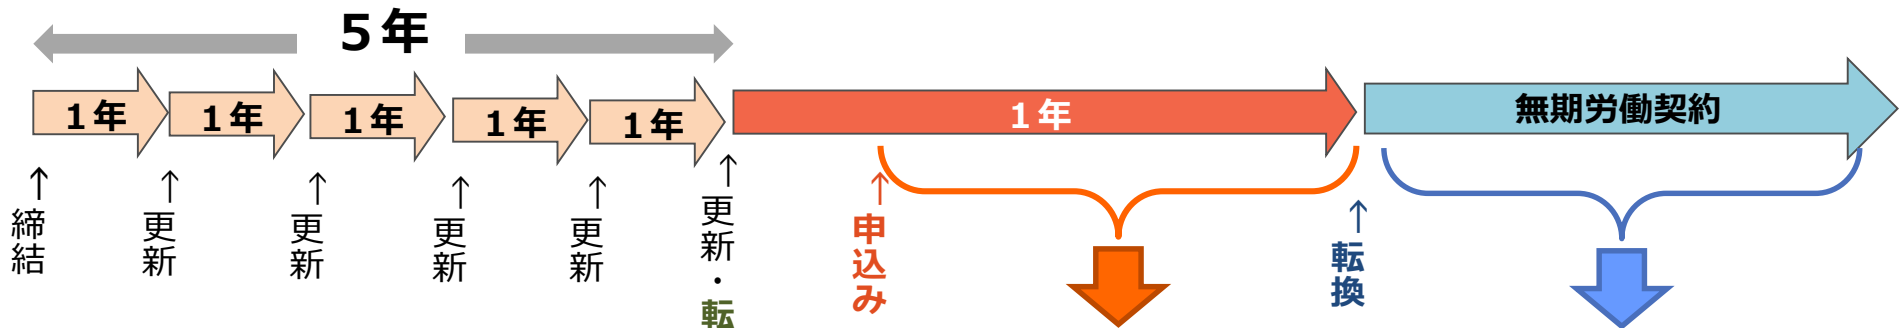 ５年
１年
１年
１年
１年
１年
１年
無期労働契約
↑締結
↑更新
↑更新
↑更新
↑更新
↑更新・転
↑申込み
↑転換